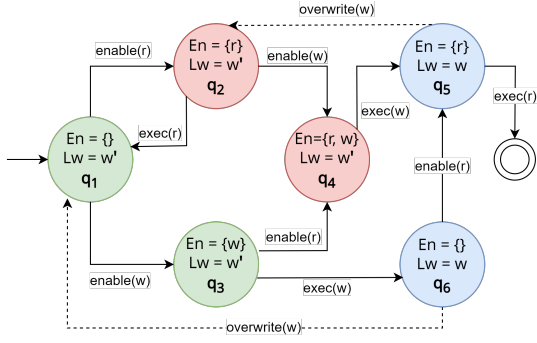 overwrite(w)
enable(r)
En = {r}
Lw = w'
q2
enable(w)
En = {r}
Lw = w
q5
exec(r)
exec(w)
exec(r)
En = {}
Lw = w'
q1
En={r, w}
Lw = w'
q4
enable(r)
enable(w)
En = {w}
Lw = w'
q3
enable(r)
exec(w)
En = {}
Lw = w
q6
overwrite(w)